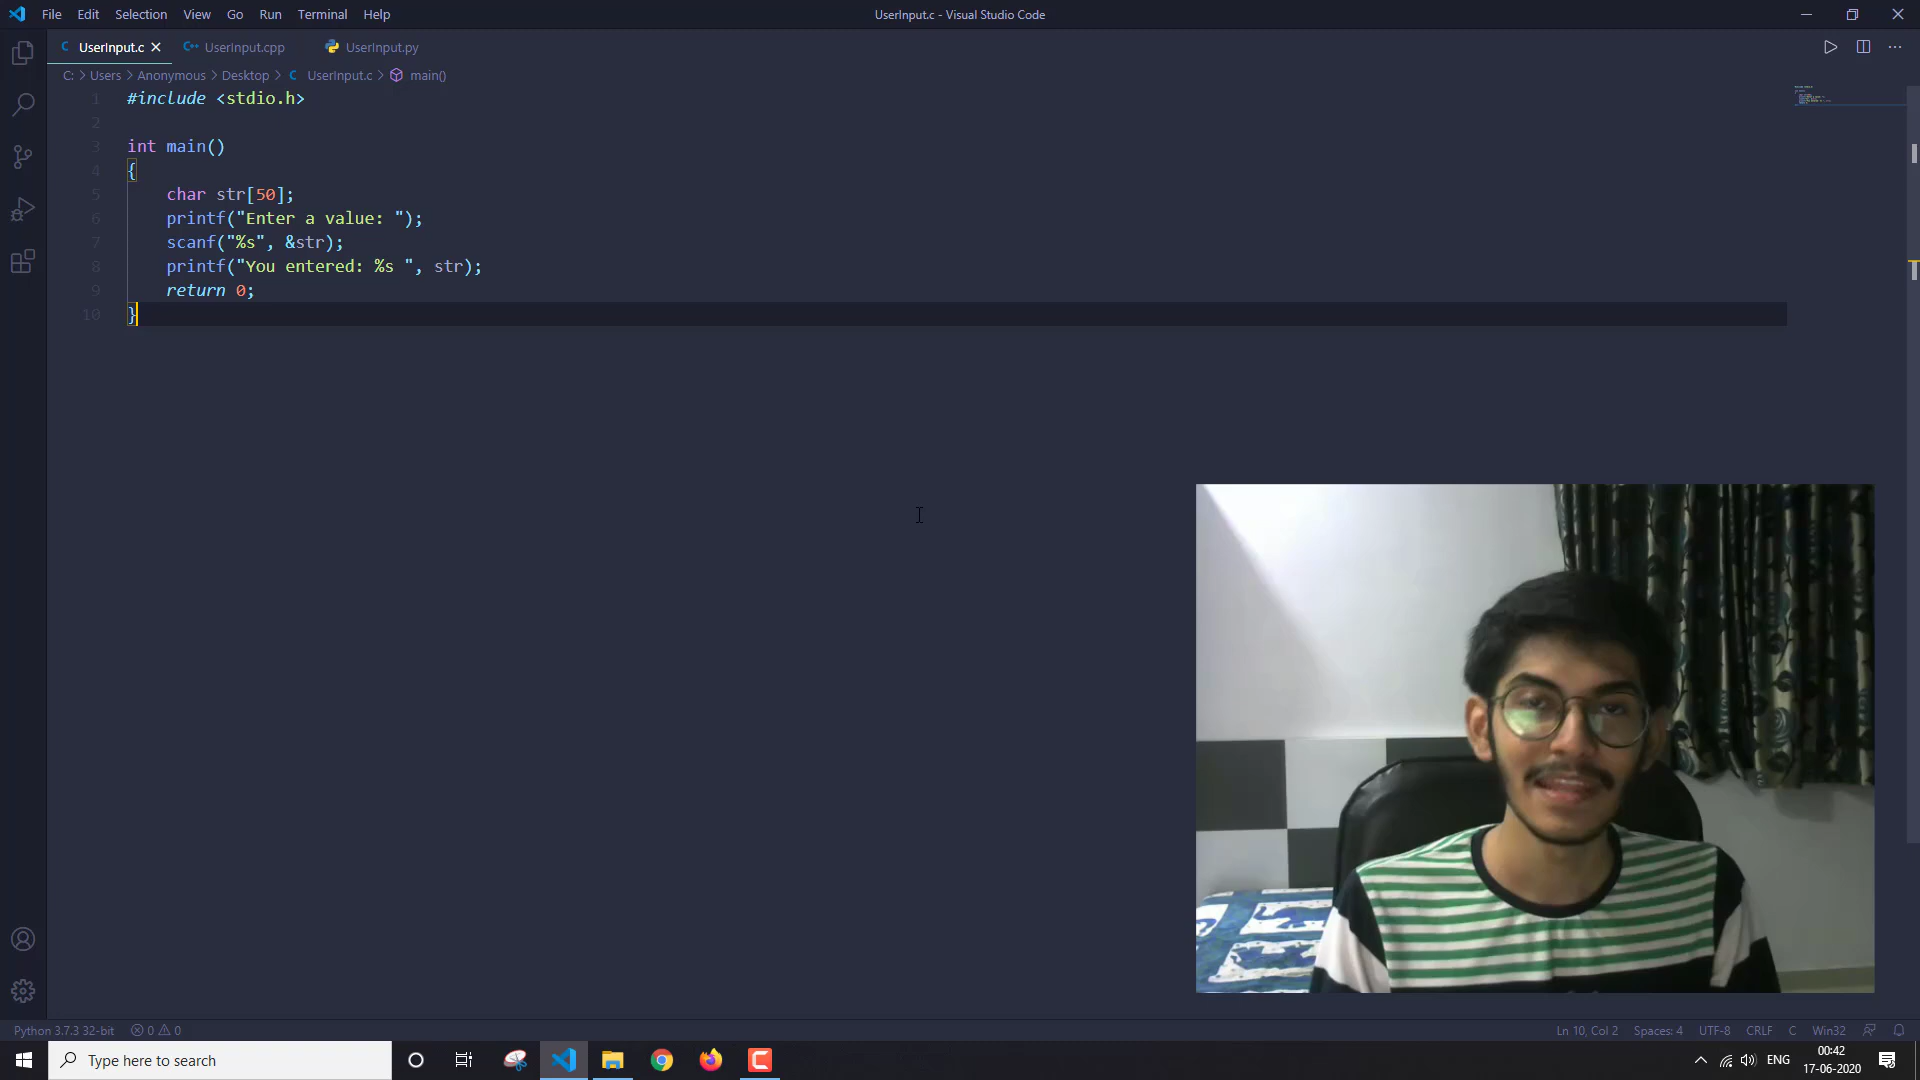 File Edit Selection View Go Run Terminal Help
UserInput.c - Visual Studio Code
C UserInput.c
C++ UserInput.cpp
UserInput.py
C: > Users > Anonymous > Desktop > C UserInput.c > main()
1 #include <stdio.h>
2
3 int main()
4 {
5 char str[50];
6 printf("Enter a value: ");
7 scanf("%s", &str);
8 printf("You entered: %s ", str);
9 return 0;
10 }
Python 3.7.3 32-bit 0 0
Ln 10, Col 2 Spaces: 4 UTF-8 CRLF C Win32
Type here to search
ENG
00:42
17-06-2020